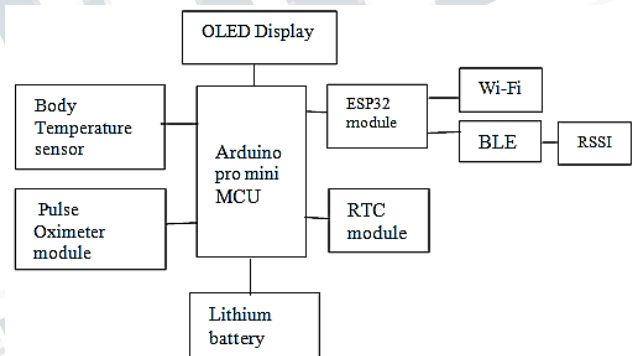 OLED Display
Body
Temperature
sensor
Arduino
pro mini
MCU
ESP32
module
Wi-Fi
BLE
RSSI
Pulse
Oximeter
module
RTC
module
Lithium
battery